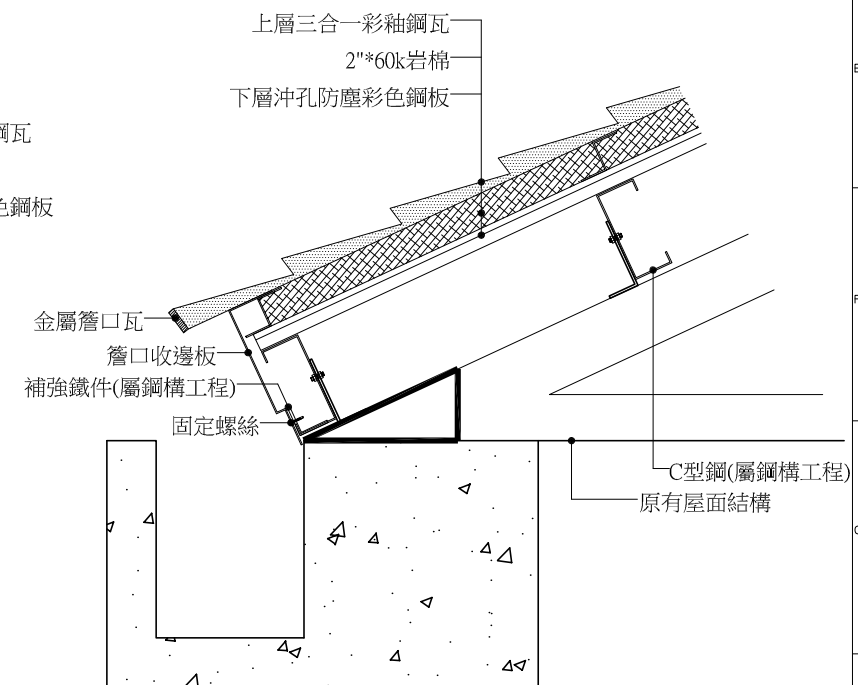 上層三合一彩釉鋼瓦
2"*60k岩棉
下層沖孔防塵彩色鋼板
鋼瓦
色鋼板
金屬簷口瓦
簷口收邊板
補強鐵件(屬鋼構工程)
固定螺絲
C型鋼(屬鋼構工程)
原有屋面結構
E
F